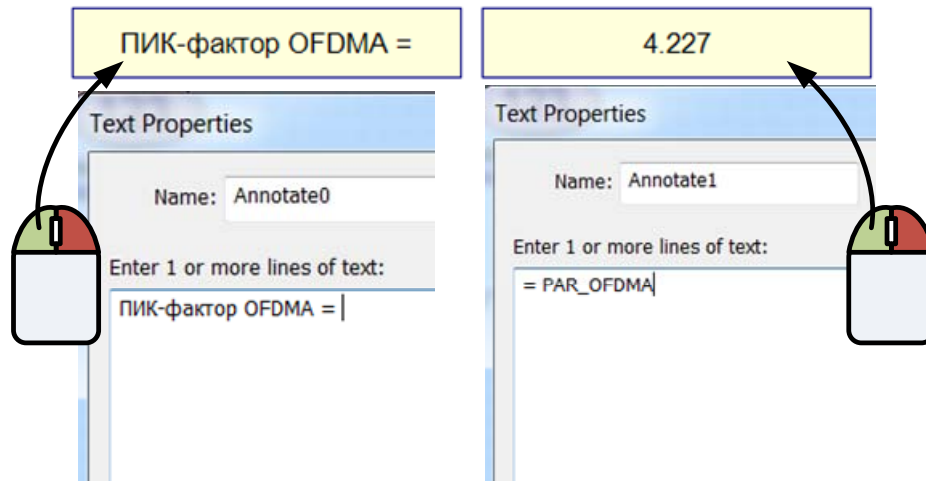 ПИК-фактор OFDMA =
4.227
Text Properties
Name: Annotate0
Enter 1 or more lines of text:
ПИК-фактор OFDMA =
Text Properties
Name: Annotate1
Enter 1 or more lines of text:
= PAR_OFDMA